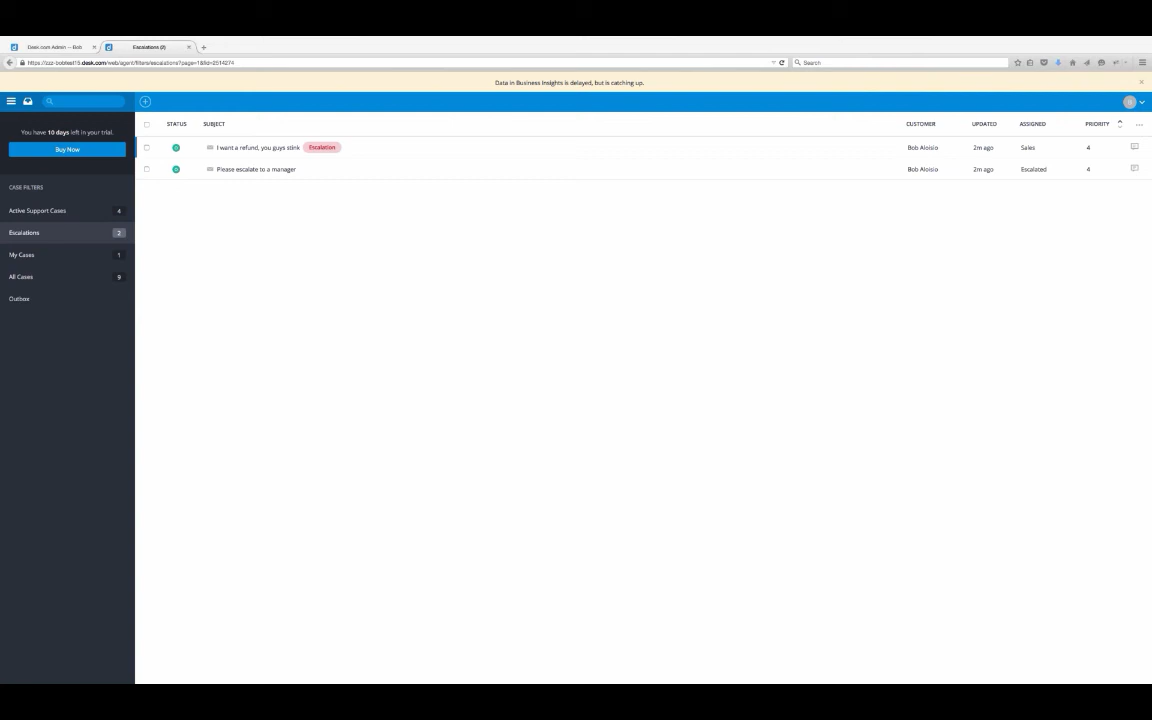 Desk.com Admin -- Bob
Escalations (2)
https://zzz-bobtest15.desk.com/web/agent/filters/escalations?page=1&fid=2514274
Search
Data in Business Insights is delayed, but is catching up.
You have 10 days left in your trial.
Buy Now
CASE FILTERS
Active Support Cases 4
Escalations 2
My Cases 1
All Cases 9
Outbox
STATUS SUBJECT CUSTOMER UPDATED ASSIGNED PRIORITY
O I want a refund, you guys stink Escalation Bob Aloisio 2m ago Sales 4
O Please escalate to a manager Bob Aloisio 2m ago Escalated 4